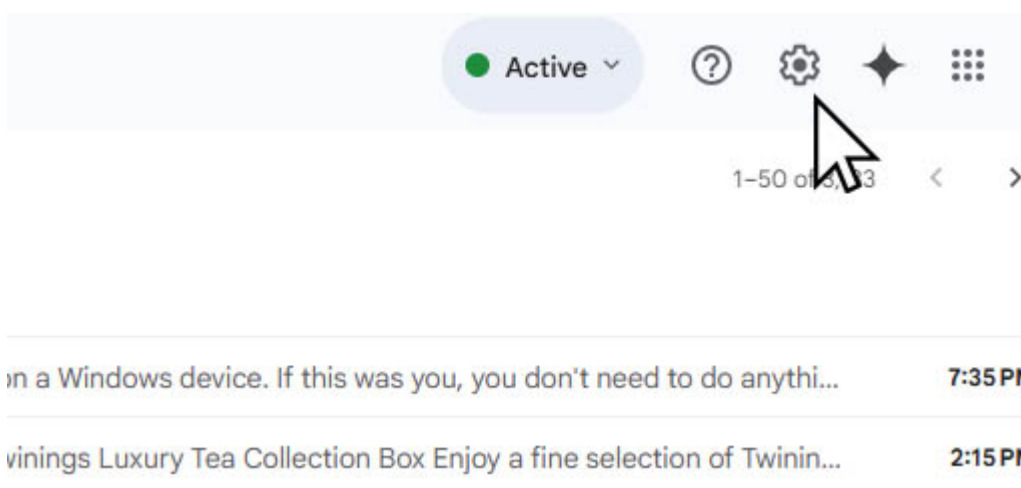 Active
1–50 of
on a Windows device. If this was you, you don't need to do anythi...
7:35 PM
winings Luxury Tea Collection Box Enjoy a fine selection of Twinin...
2:15 PM